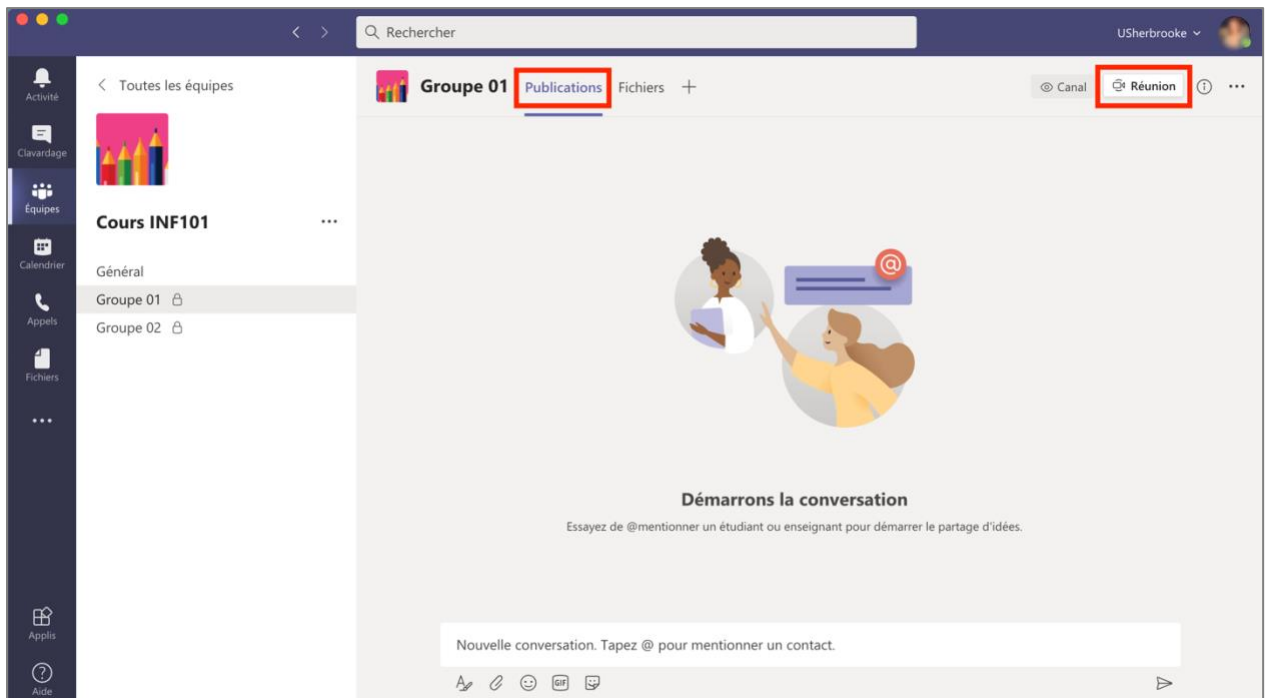 Rechercher
USherbrooke
Activité
Clavardage
Équipes
Calendrier
Appels
Fichiers
Applis
Aide
Toutes les équipes
Cours INF101
Général
Groupe 01
Groupe 02
Groupe 01 Publications Fichiers
Canal Réunion
@
Démarrons la conversation
Essayez de @mentionner un étudiant ou enseignant pour démarrer le partage d'idées.
Nouvelle conversation. Tapez @ pour mentionner un contact.
GIF